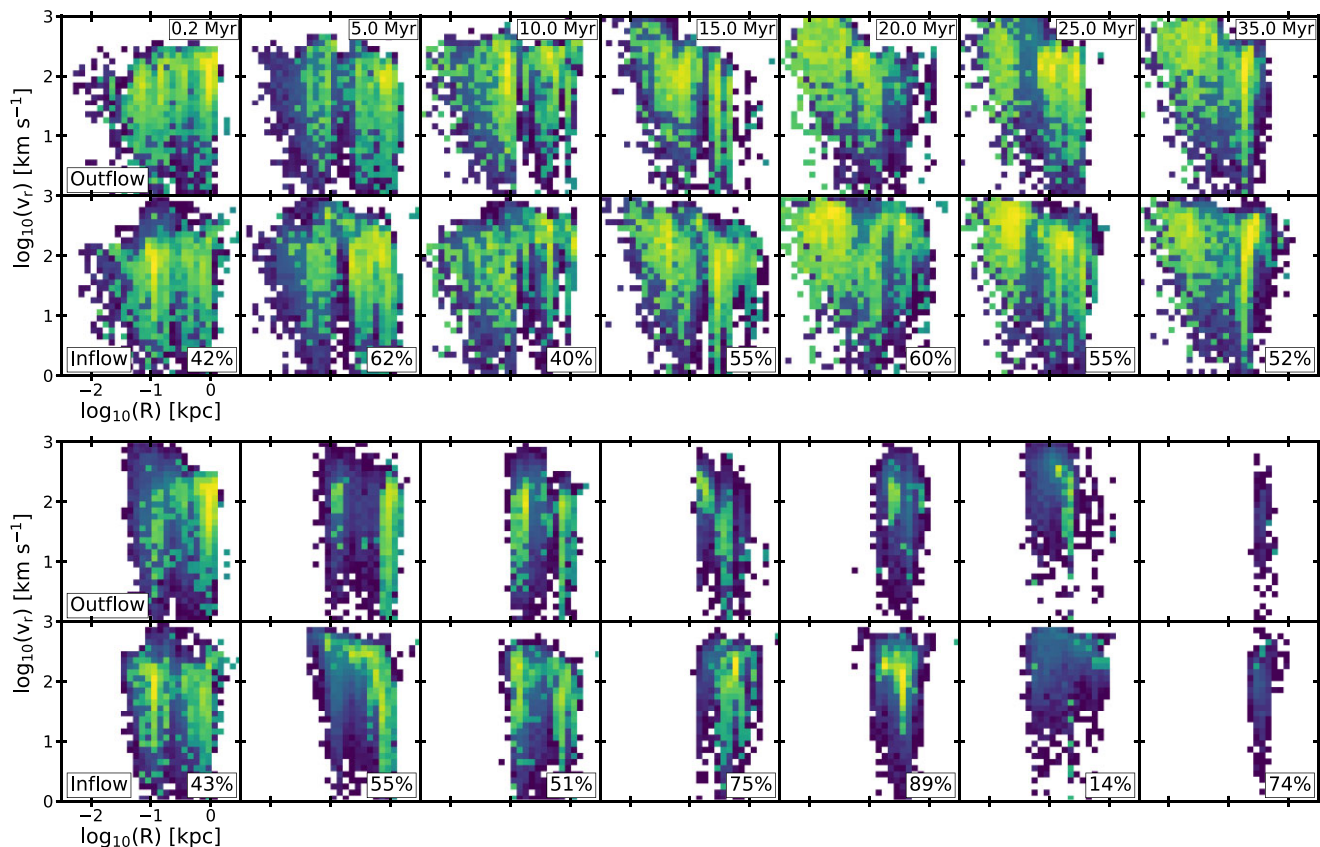 3
0.2 Myr
5.0 Myr
10.0 Myr
15.0 Myr
20.0 Myr
25.0 Myr
35.0 Myr
2
1
Outflow
log₁₀(vᵣ) [km s⁻¹]
3
2
1
0
Inflow
42%
62%
40%
55%
60%
55%
52%
−2
−1
0
log₁₀(R) [kpc]
3
2
1
Outflow
log₁₀(vᵣ) [km s⁻¹]
3
2
1
0
Inflow
43%
55%
51%
75%
89%
14%
74%
−2
−1
0
log₁₀(R) [kpc]